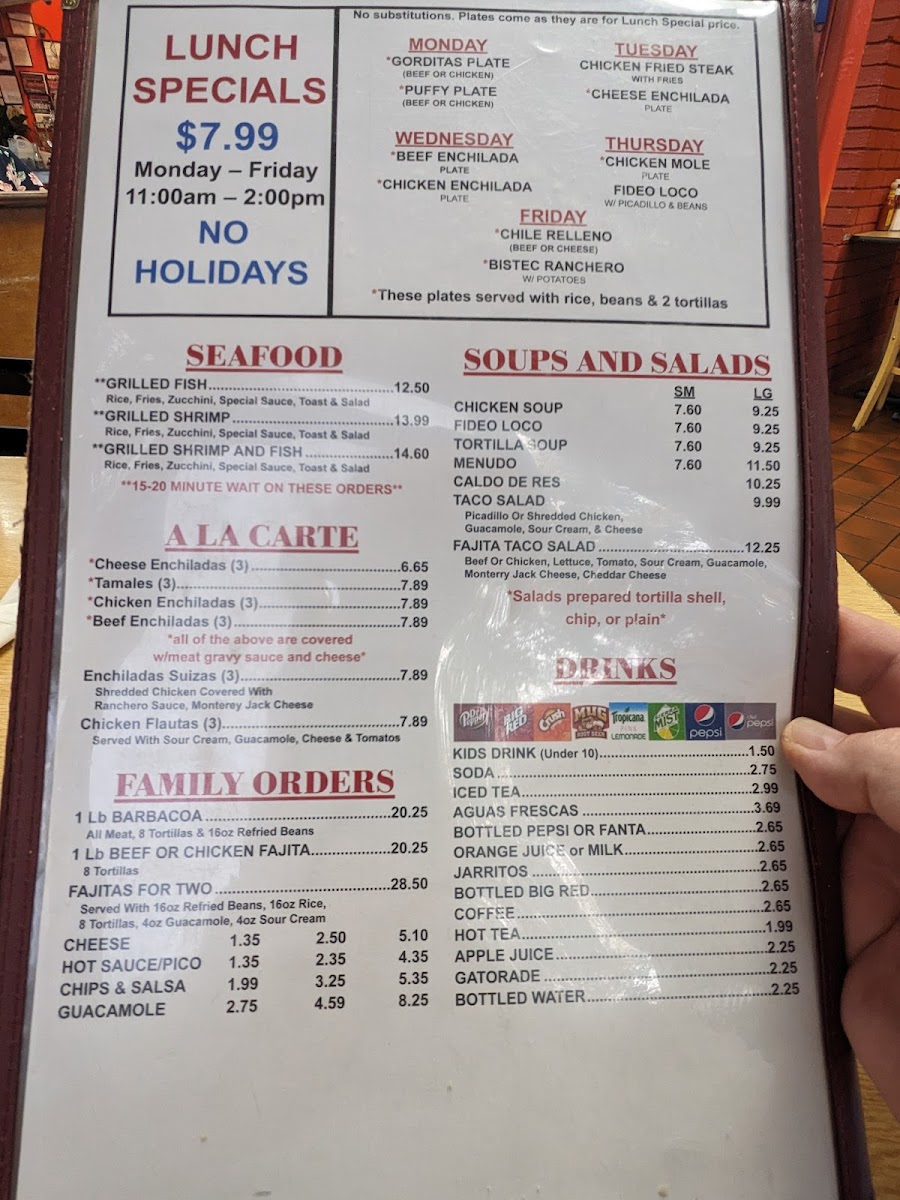 LUNCH
SPECIALS
$7.99
Monday – Friday
11:00am – 2:00pm
NO
HOLIDAYS
No substitutions. Plates come as they are for Lunch Special price.
MONDAY
*GORDITAS PLATE
(BEEF OR CHICKEN)
*PUFFY PLATE
(BEEF OR CHICKEN)
TUESDAY
CHICKEN FRIED STEAK
WITH FRIES
*CHEESE ENCHILADA
PLATE
WEDNESDAY
*BEEF ENCHILADA
PLATE
*CHICKEN ENCHILADA
PLATE
THURSDAY
*CHICKEN MOLE
PLATE
FIDEO LOCO
W/ PICADILLO & BEANS
FRIDAY
*CHILE RELLENO
(BEEF OR CHEESE)
*BISTEC RANCHERO
W/ POTATOES
*These plates served with rice, beans & 2 tortillas
SEAFOOD
**GRILLED FISH.....12.50
Rice, Fries, Zucchini, Special Sauce, Toast & Salad
**GRILLED SHRIMP.....13.99
Rice, Fries, Zucchini, Special Sauce, Toast & Salad
**GRILLED SHRIMP AND FISH.....14.60
Rice, Fries, Zucchini, Special Sauce, Toast & Salad
**15-20 MINUTE WAIT ON THESE ORDERS**
A LA CARTE
*Cheese Enchiladas (3).....6.65
*Tamales (3).....7.89
*Chicken Enchiladas (3).....7.89
*Beef Enchiladas (3).....7.89
*all of the above are covered
w/meat gravy sauce and cheese*
Enchiladas Suizas (3).....7.89
Shredded Chicken Covered With
Ranchero Sauce, Monterey Jack Cheese
Chicken Flautas (3).....7.89
Served With Sour Cream, Guacamole, Cheese & Tomatos
FAMILY ORDERS
1 Lb BARBACOA.....20.25
All Meat, 8 Tortillas & 16oz Refried Beans
1 Lb BEEF OR CHICKEN FAJITA.....20.25
8 Tortillas
FAJITAS FOR TWO.....28.50
Served With 16oz Refried Beans, 16oz Rice,
8 Tortillas, 4oz Guacamole, 4oz Sour Cream
CHEESE 1.35 2.50 5.10
HOT SAUCE/PICO 1.35 2.35 4.35
CHIPS & SALSA 1.99 3.25 5.35
GUACAMOLE 2.75 4.59 8.25
SOUPS AND SALADS
SM LG
CHICKEN SOUP 7.60 9.25
FIDEO LOCO 7.60 9.25
TORTILLA SOUP 7.60 9.25
MENUDO 7.60 11.50
CALDO DE RES 10.25
TACO SALAD 9.99
Picadillo Or Shredded Chicken,
Guacamole, Sour Cream, & Cheese
FAJITA TACO SALAD.....12.25
Beef Or Chicken, Lettuce, Tomato, Sour Cream, Guacamole,
Monterry Jack Cheese, Cheddar Cheese
*Salads prepared tortilla shell,
chip, or plain*
DRINKS
Dr Pepper BIG RED Crush MUG ROOT BEER Tropicana PINK LEMONADE MIST pepsi diet pepsi
KIDS DRINK (Under 10).....1.50
SODA.....2.75
ICED TEA.....2.99
AGUAS FRESCAS.....3.69
BOTTLED PEPSI OR FANTA.....2.65
ORANGE JUICE or MILK.....2.65
JARRITOS.....2.65
BOTTLED BIG RED.....2.65
COFFEE.....2.65
HOT TEA.....1.99
APPLE JUICE.....2.25
GATORADE.....2.25
BOTTLED WATER.....2.25